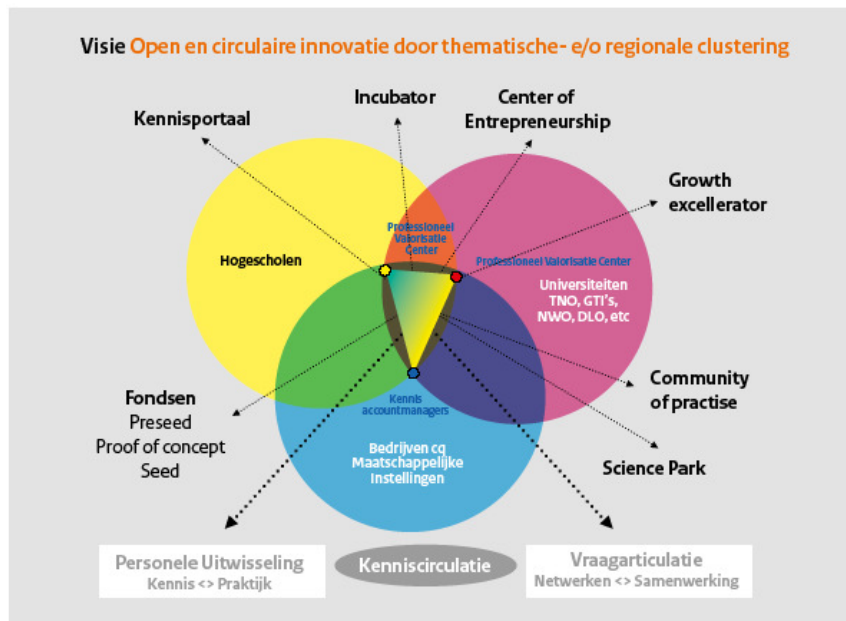 Visie Open en circulaire innovatie door thematische- e/o regionale clustering
Incubator
Center of
Entrepreneurship
Kennisportaal
Growth
excellerator
Professioneel
Valorisatie
Center
Hogescholen
Professioneel Valorisatie Center
Universiteiten
TNO, GTI's,
NWO, DLO, etc
Kennis
accountmanagers
Community
of practise
Fondsen
Preseed
Proof of concept
Seed
Bedrijven cq
Maatschappelijke
Instellingen
Science Park
Personele Uitwisseling
Kennis <> Praktijk
Kenniscirculatie
Vraagarticulatie
Netwerken <> Samenwerking